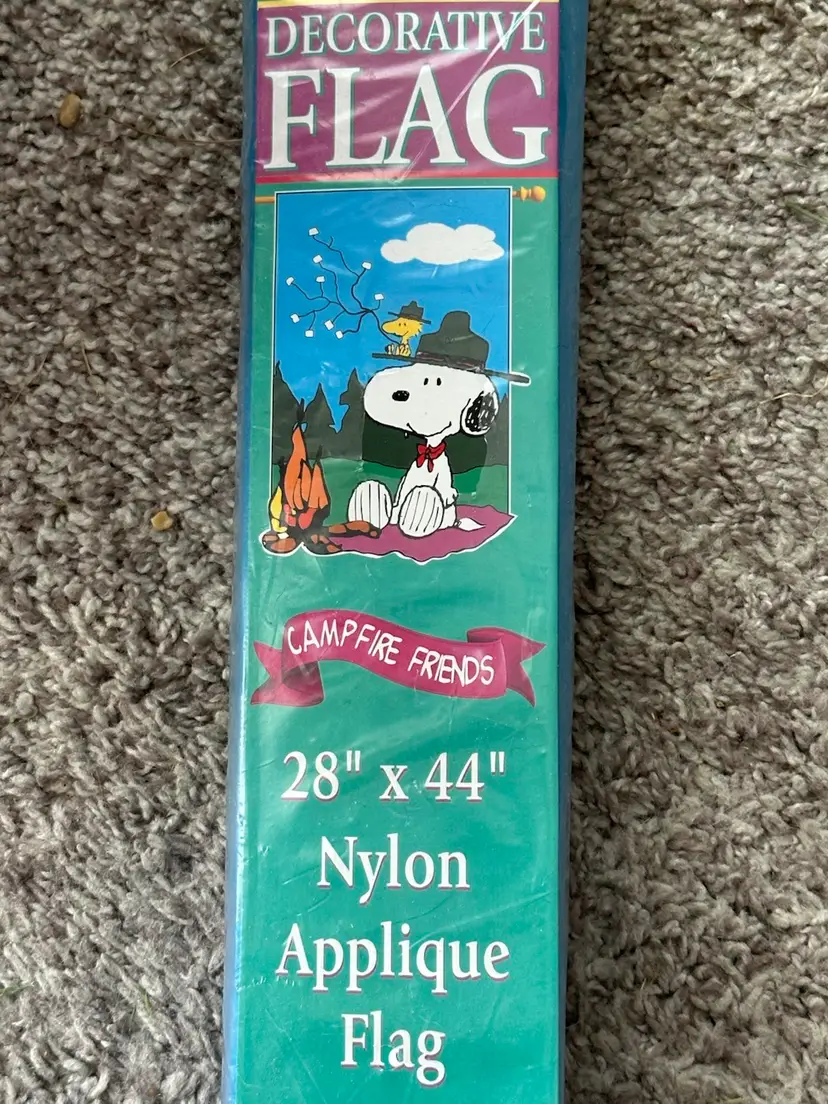 DECORATIVE
FLAG
CAMPFIRE FRIENDS
28" x 44"
Nylon
Applique
Flag